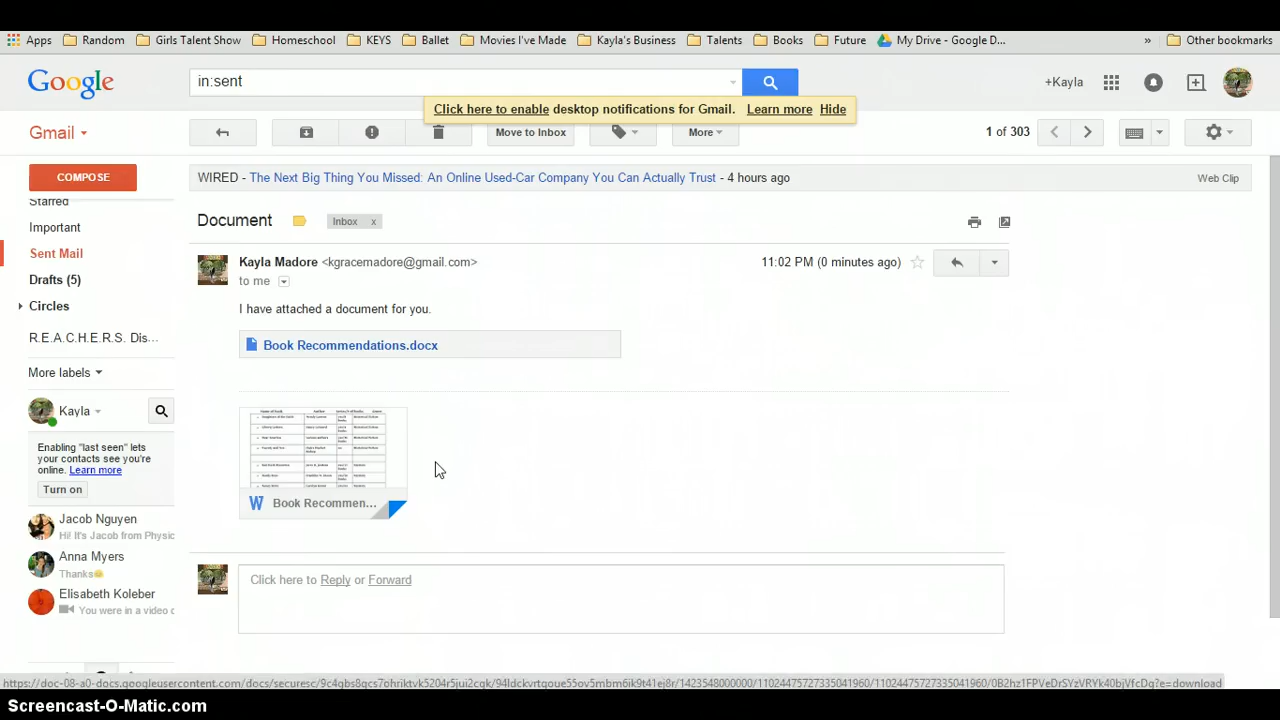 Apps Random Girls Talent Show Homeschool KEYS Ballet Movies I've Made Kayla's Business Talents Books Future My Drive - Google D... » Other bookmarks
Google in:sent +Kayla
Click here to enable desktop notifications for Gmail. Learn more Hide
Gmail Move to Inbox More 1 of 303
COMPOSE
WIRED - The Next Big Thing You Missed: An Online Used-Car Company You Can Actually Trust - 4 hours ago Web Clip
Starred
Important
Sent Mail
Drafts (5)
Circles
R.E.A.C.H.E.R.S. Dis...
More labels
Kayla
Enabling "last seen" lets
your contacts see you're
online. Learn more
Turn on
Jacob Nguyen
Hi! It's Jacob from Physic
Anna Myers
Thanks
Elisabeth Koleber
You were in a video c
Document Inbox x
Kayla Madore <kgracemadore@gmail.com> 11:02 PM (0 minutes ago)
to me
I have attached a document for you.
Book Recommendations.docx
W Book Recommen...
Click here to Reply or Forward
Screencast-O-Matic.com